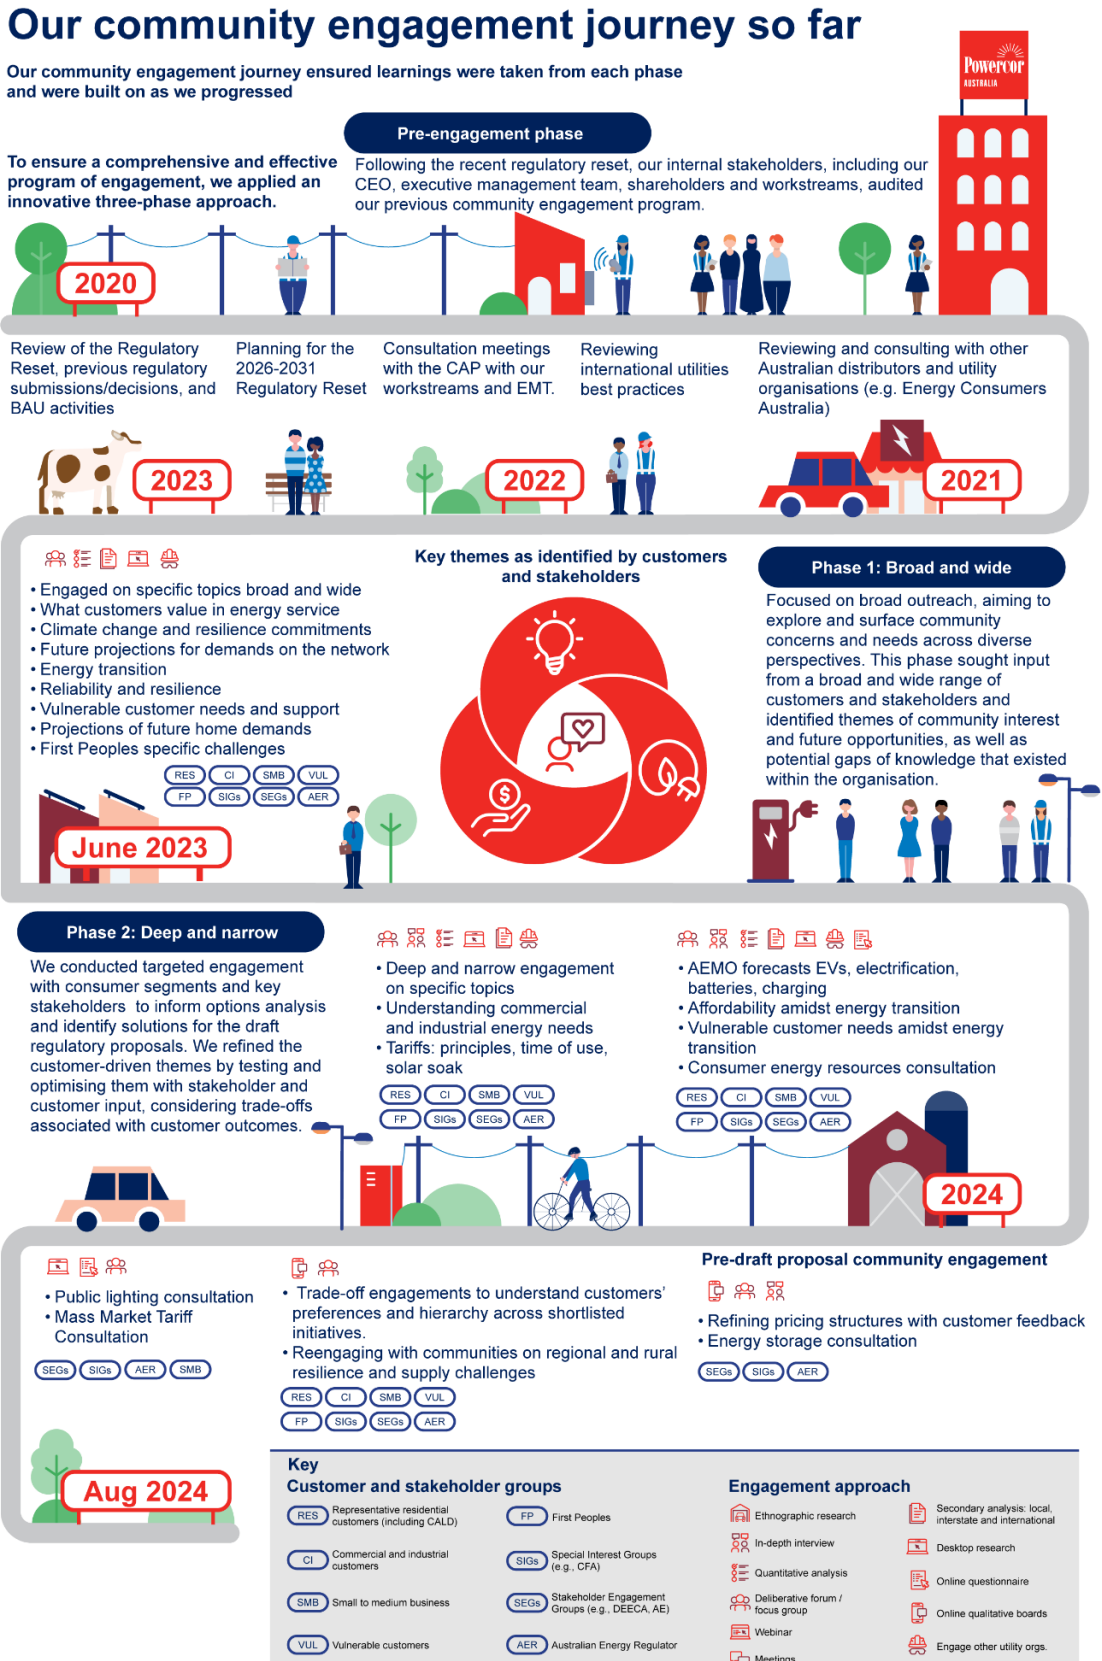 Our community engagement journey so far
Our community engagement journey ensured learnings were taken from each phase
and were built on as we progressed
Powercor
AUSTRALIA
Pre-engagement phase
To ensure a comprehensive and effective
program of engagement, we applied an
innovative three-phase approach.
Following the recent regulatory reset, our internal stakeholders, including our
CEO, executive management team, shareholders and workstreams, audited
our previous community engagement program.
2020
Review of the Regulatory
Reset, previous regulatory
submissions/decisions, and
BAU activities
Planning for the
2026-2031
Regulatory Reset
Consultation meetings
with the CAP with our
workstreams and EMT.
Reviewing
international utilities
best practices
Reviewing and consulting with other
Australian distributors and utility
organisations (e.g. Energy Consumers
Australia)
2023
2022
2021
• Engaged on specific topics broad and wide
• What customers value in energy service
• Climate change and resilience commitments
• Future projections for demands on the network
• Energy transition
• Reliability and resilience
• Vulnerable customer needs and support
• Projections of future home demands
• First Peoples specific challenges
RES CI SMB VUL
FP SIGs SEGs AER
June 2023
Key themes as identified by customers
and stakeholders
$
Phase 1: Broad and wide
Focused on broad outreach, aiming to
explore and surface community
concerns and needs across diverse
perspectives. This phase sought input
from a broad and wide range of
customers and stakeholders and
identified themes of community interest
and future opportunities, as well as
potential gaps of knowledge that existed
within the organisation.
Phase 2: Deep and narrow
We conducted targeted engagement
with consumer segments and key
stakeholders to inform options analysis
and identify solutions for the draft
regulatory proposals. We refined the
customer-driven themes by testing and
optimising them with stakeholder and
customer input, considering trade-offs
associated with customer outcomes.
• Deep and narrow engagement
on specific topics
• Understanding commercial
and industrial energy needs
• Tariffs: principles, time of use,
solar soak
RES CI SMB VUL
FP SIGs SEGs AER
• AEMO forecasts EVs, electrification,
batteries, charging
• Affordability amidst energy transition
• Vulnerable customer needs amidst energy
transition
• Consumer energy resources consultation
RES CI SMB VUL
FP SIGs SEGs AER
2024
• Public lighting consultation
• Mass Market Tariff
Consultation
SEGs SIGs AER SMB
• Trade-off engagements to understand customers'
preferences and hierarchy across shortlisted
initiatives.
• Reengaging with communities on regional and rural
resilience and supply challenges
RES CI SMB VUL
FP SIGs SEGs AER
Pre-draft proposal community engagement
• Refining pricing structures with customer feedback
• Energy storage consultation
SEGs SIGs AER
Aug 2024
Key
Customer and stakeholder groups
RES Representative residential
customers (including CALD)
CI Commercial and industrial
customers
SMB Small to medium business
VUL Vulnerable customers
FP First Peoples
SIGs Special Interest Groups
(e.g., CFA)
SEGs Stakeholder Engagement
Groups (e.g., DEECA, AE)
AER Australian Energy Regulator
Engagement approach
Ethnographic research
In-depth interview
Quantitative analysis
Deliberative forum /
focus group
Webinar
Meetings
Secondary analysis: local,
interstate and international
Desktop research
Online questionnaire
Online qualitative boards
Engage other utility orgs.